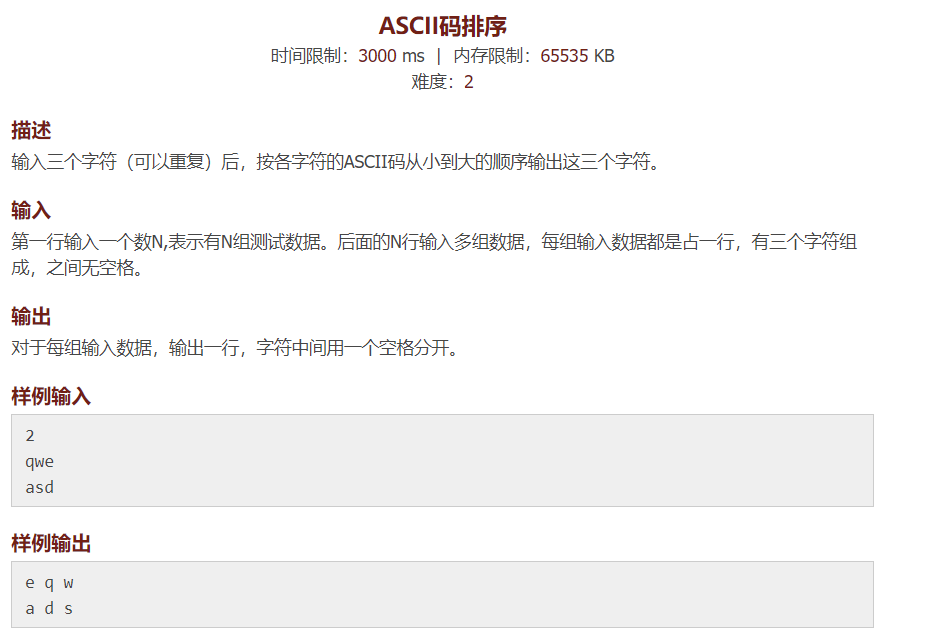 ASCII码排序
时间限制：3000 ms | 内存限制：65535 KB
难度：2
描述
输入三个字符（可以重复）后，按各字符的ASCII码从小到大的顺序输出这三个字符。
输入
第一行输入一个数N,表示有N组测试数据。后面的N行输入多组数据，每组输入数据都是占一行，有三个字符组
成，之间无空格。
输出
对于每组输入数据，输出一行，字符中间用一个空格分开。
样例输入
2
qwe
asd
样例输出
e q w
a d s